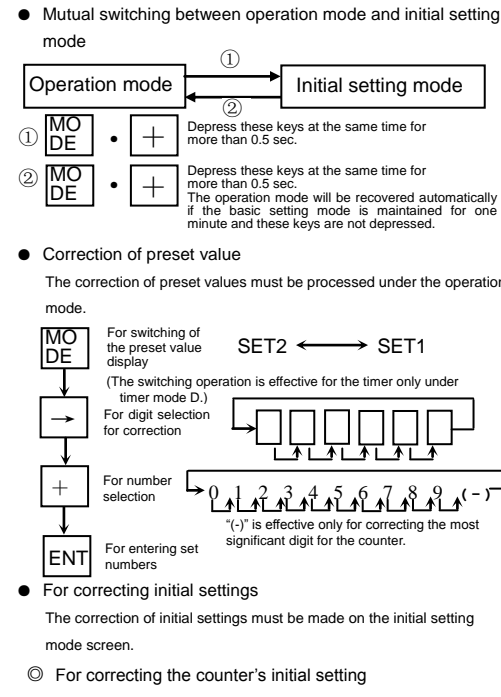 ● Mutual switching between operation mode and initial setting
mode
①
Operation mode
Initial setting mode
②
① MO
DE
・
+
Depress these keys at the same time for
more than 0.5 sec.
② MO
DE
・
+
Depress these keys at the same time for
more than 0.5 sec.
The operation mode will be recovered automatically
if the basic setting mode is maintained for one
minute and these keys are not depressed.
● Correction of preset value
The correction of preset values must be processed under the operation
mode.
MO
DE
For switching of
the preset value
display
SET2 ⟷ SET1
(The switching operation is effective for the timer only under
timer mode D.)
→
For digit selection
for correction
+
For number
selection
0 1 2 3 4 5 6 7 8 9 (-)
"(-)" is effective only for correcting the most
significant digit for the counter.
ENT
For entering set
numbers
● For correcting initial settings
The correction of initial settings must be made on the initial setting
mode screen.
◎ For correcting the counter's initial setting